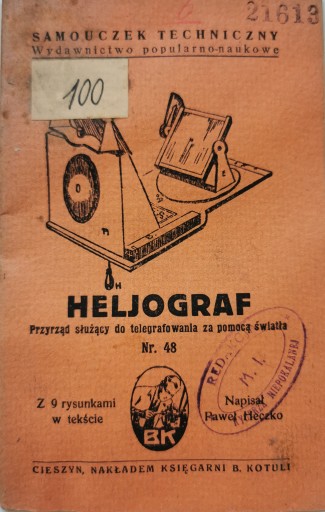 21613
SAMOUCZEK TECHNICZNY
Wydawnictwo popularno-naukowe
100
H
HELJOGRAF
Przyrząd służący do telegrafowania za pomocą światła
Nr. 48
Z 9 rysunkami
w tekście
BK
Napisał
Paweł Heczko
M. I.
NIEPOKALANEJ
CIESZYN, NAKŁADEM KSIĘGARNI B. KOTULI